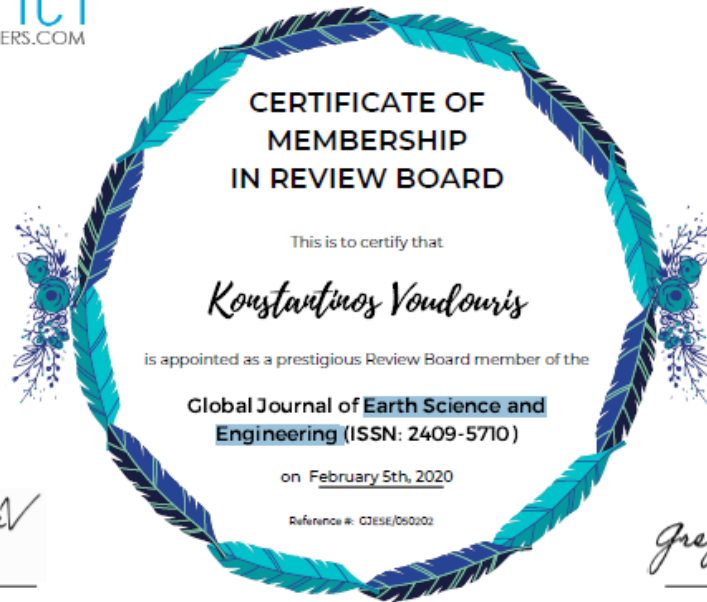 ERS.COM
CERTIFICATE OF
MEMBERSHIP
IN REVIEW BOARD
This is to certify that
Konstantinos Voudouris
is appointed as a prestigious Review Board member of the
Global Journal of Earth Science and
Engineering (ISSN: 2409-5710)
on February 5th, 2020
Reference #: GJESE/050202